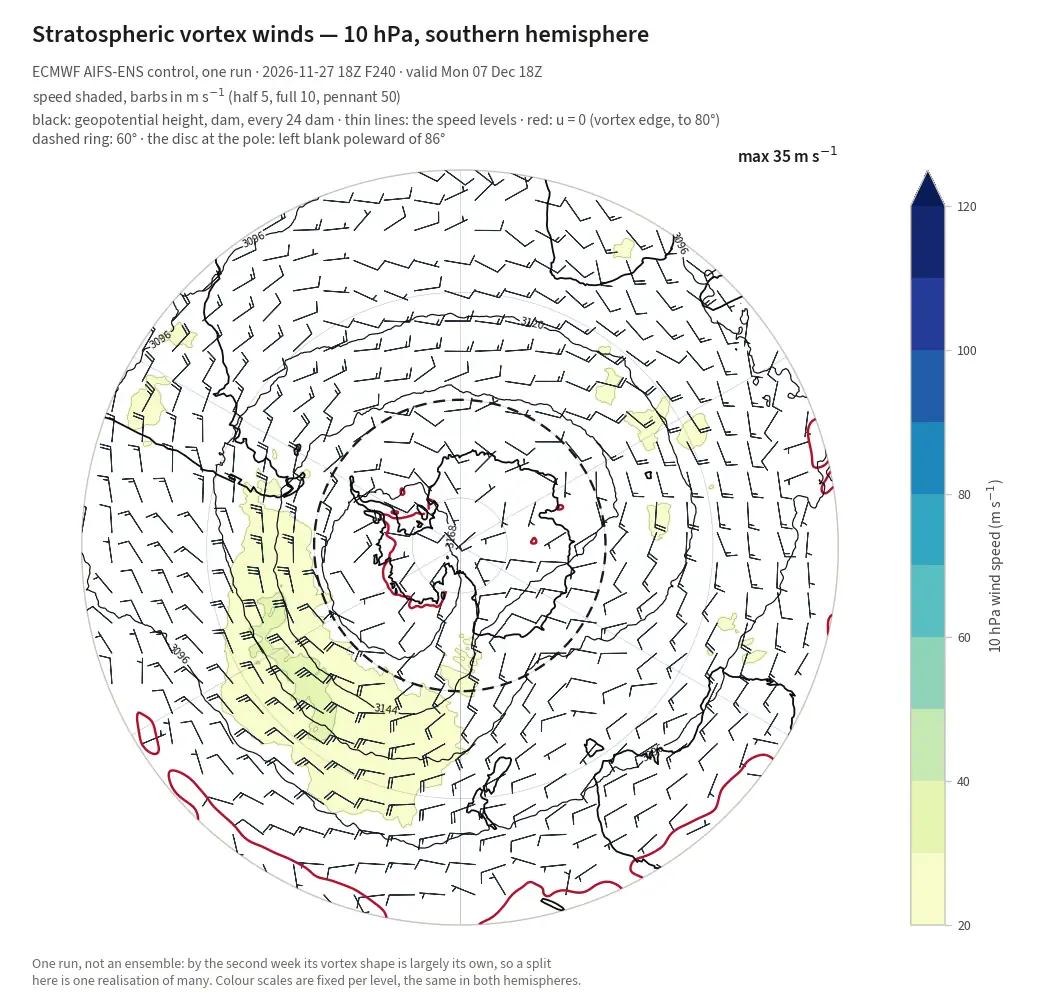 Stratospheric vortex winds — 10 hPa, southern hemisphere
ECMWF AIFS-ENS control, one run · 2026-11-27 18Z F240 · valid Mon 07 Dec 18Z
speed shaded, barbs in m s⁻¹ (half 5, full 10, pennant 50)
black: geopotential height, dam, every 24 dam · thin lines: the speed levels · red: u = 0 (vortex edge, to 80°)
dashed ring: 60° · the disc at the pole: left blank poleward of 86°
max 35 m s⁻¹
120
100
80
60
40
20
10 hPa wind speed (m s⁻¹)
3096
3096
3096
3120
3168
3096
3144
One run, not an ensemble: by the second week its vortex shape is largely its own, so a split
here is one realisation of many. Colour scales are fixed per level, the same in both hemispheres.